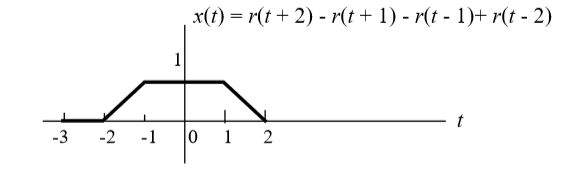 x(t) = r(t + 2) - r(t + 1) - r(t - 1)+ r(t - 2)
1
t
-3 -2 -1 0 1 2